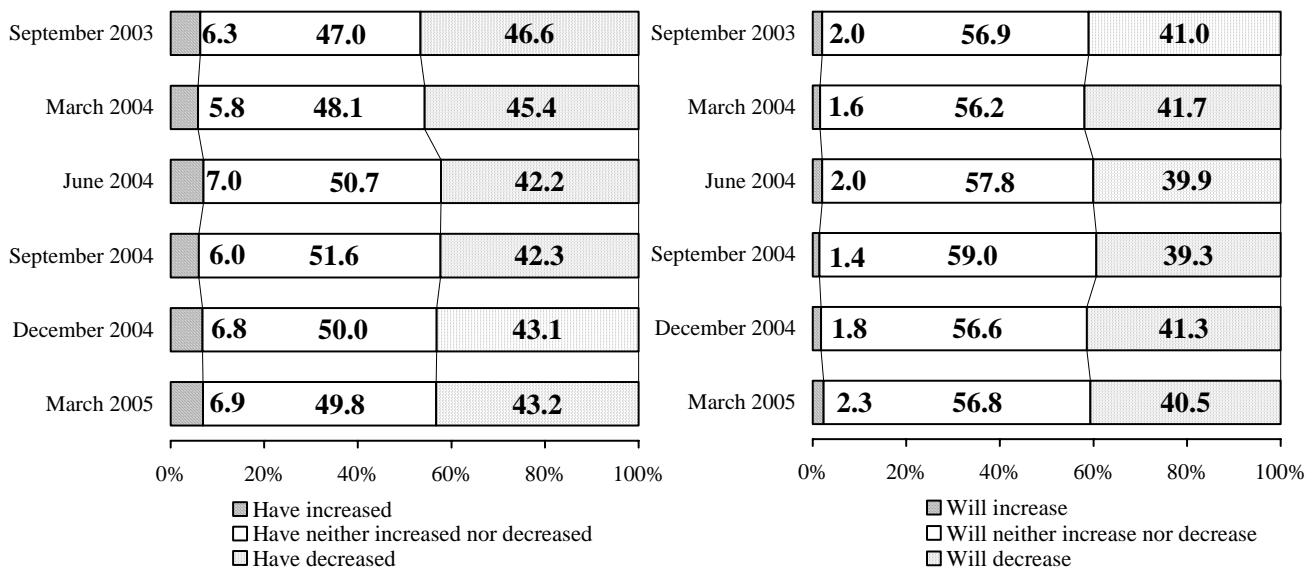 September 2003 6.3 47.0 46.6
March 2004 5.8 48.1 45.4
June 2004 7.0 50.7 42.2
September 2004 6.0 51.6 42.3
December 2004 6.8 50.0 43.1
March 2005 6.9 49.8 43.2
0% 20% 40% 60% 80% 100%
Have increased
Have neither increased nor decreased
Have decreased
September 2003 2.0 56.9 41.0
March 2004 1.6 56.2 41.7
June 2004 2.0 57.8 39.9
September 2004 1.4 59.0 39.3
December 2004 1.8 56.6 41.3
March 2005 2.3 56.8 40.5
0% 20% 40% 60% 80% 100%
Will increase
Will neither increase nor decrease
Will decrease